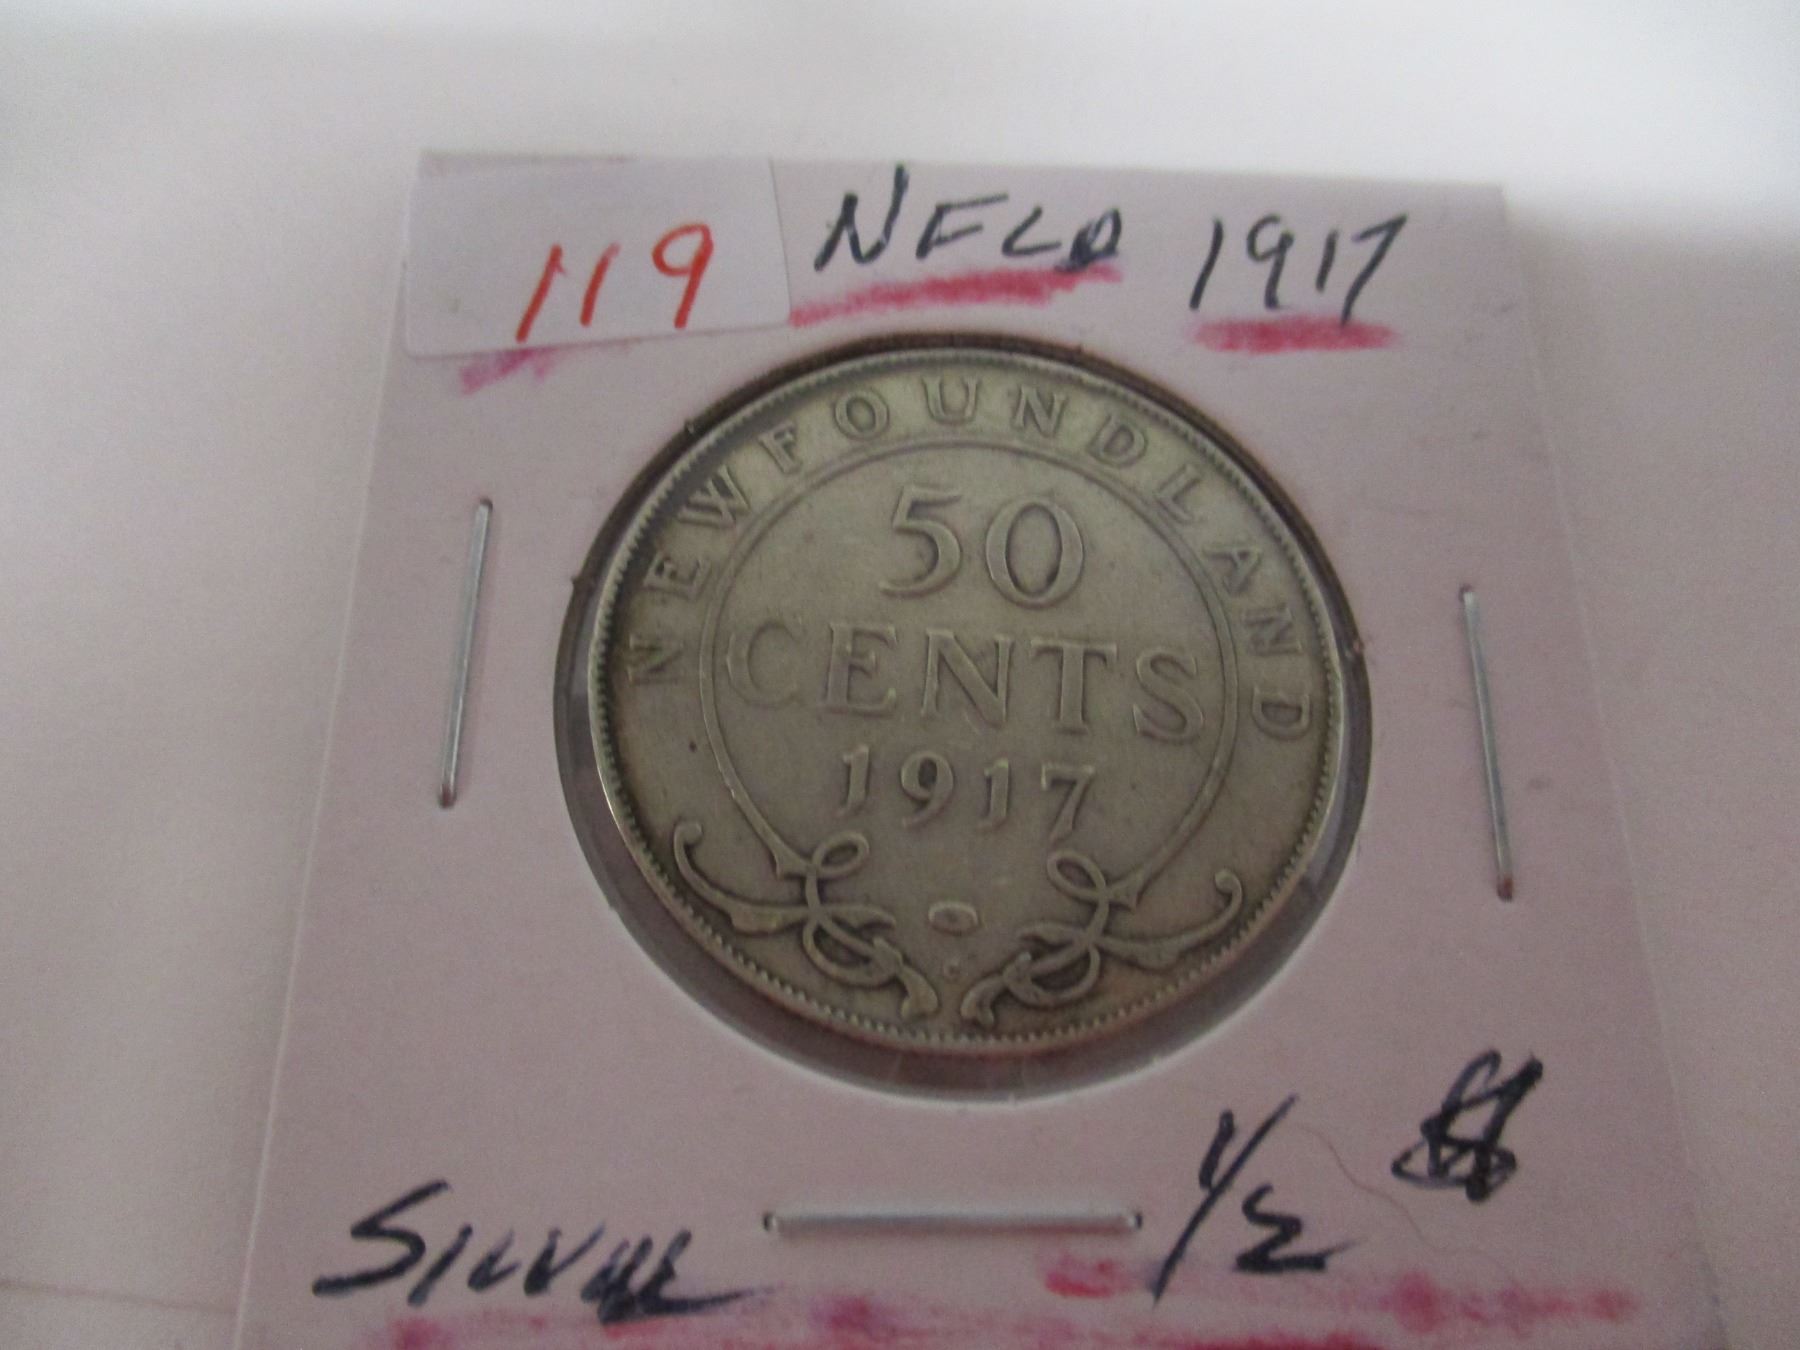 119 NFLD 1917
NEWFOUNDLAND
50
CENTS
1917
C
SILVER 1/2 $